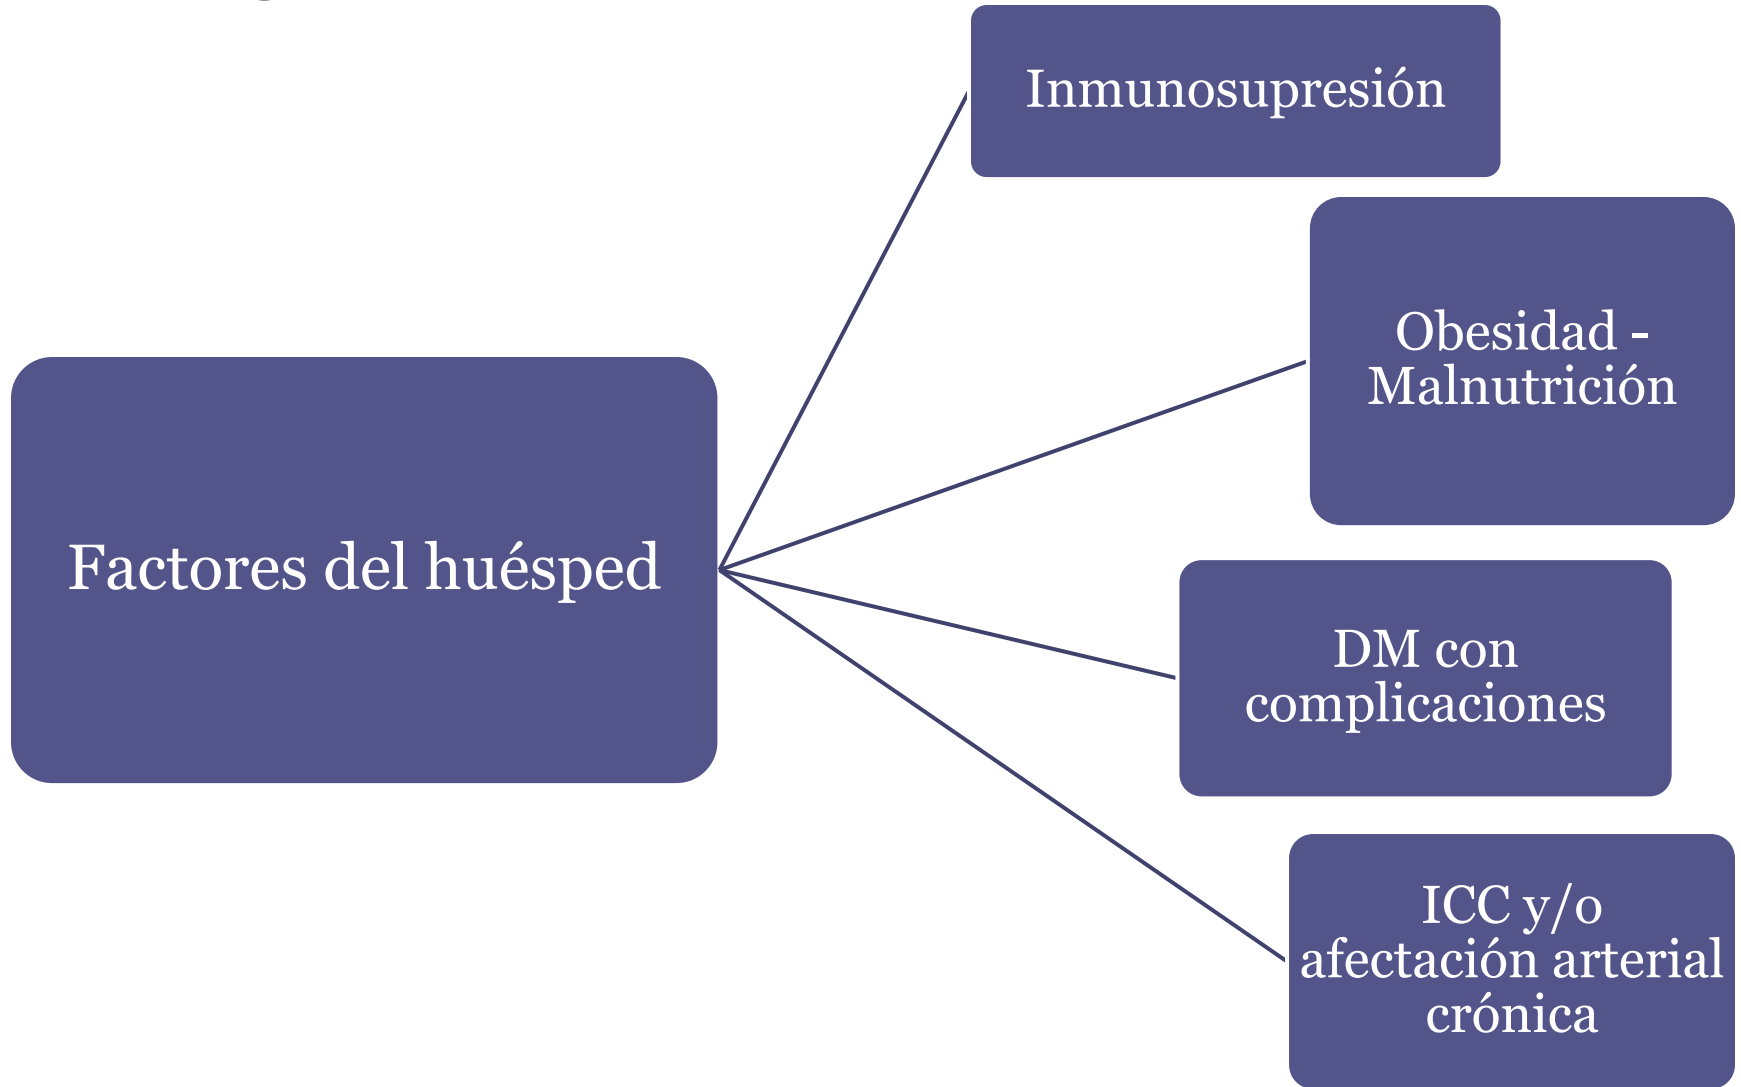 Inmunosupresión
Obesidad -
Malnutrición
Factores del huésped
DM con
complicaciones
ICC y/o
afectación arterial
crónica